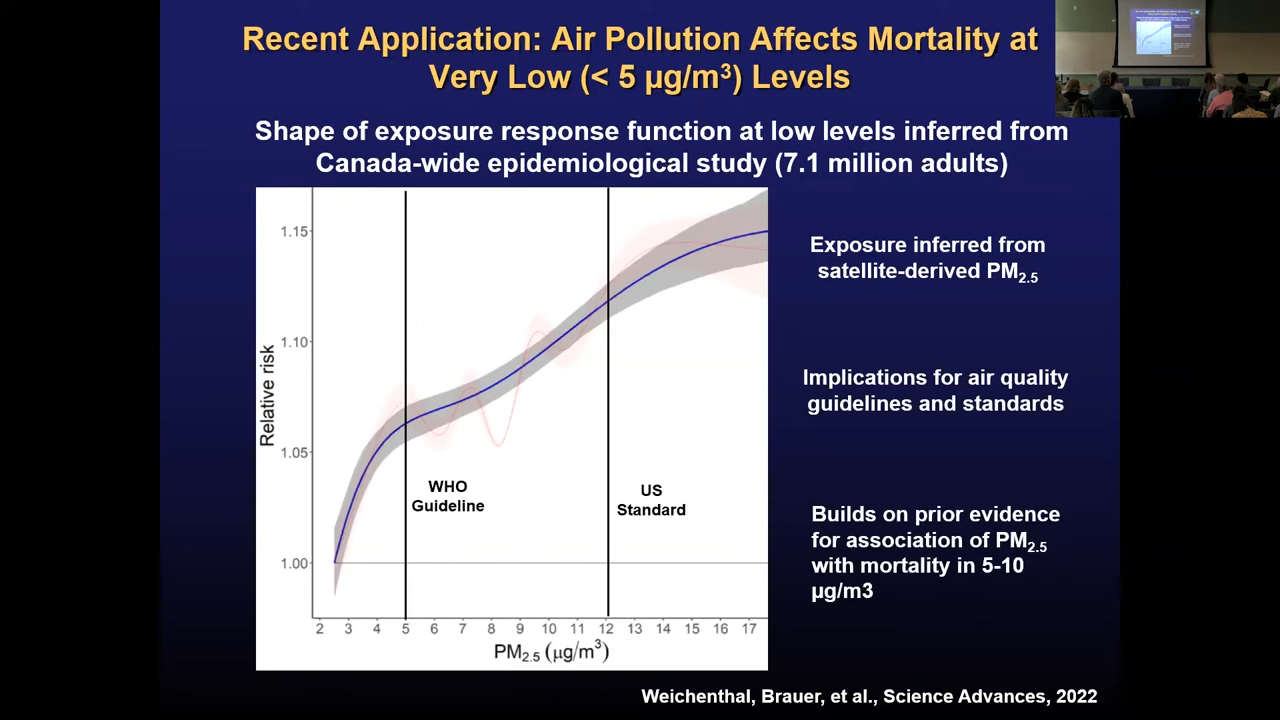 Recent Application: Air Pollution Affects Mortality at
Very Low (< 5 µg/m³) Levels
Shape of exposure response function at low levels inferred from
Canada-wide epidemiological study (7.1 million adults)
1.15
1.10
1.05
1.00
Relative risk
WHO
Guideline
US
Standard
2 3 4 5 6 7 8 9 10 11 12 13 14 15 16 17
PM2.5 (µg/m³)
Exposure inferred from
satellite-derived PM2.5
Implications for air quality
guidelines and standards
Builds on prior evidence
for association of PM2.5
with mortality in 5-10
µg/m3
Weichenthal, Brauer, et al., Science Advances, 2022